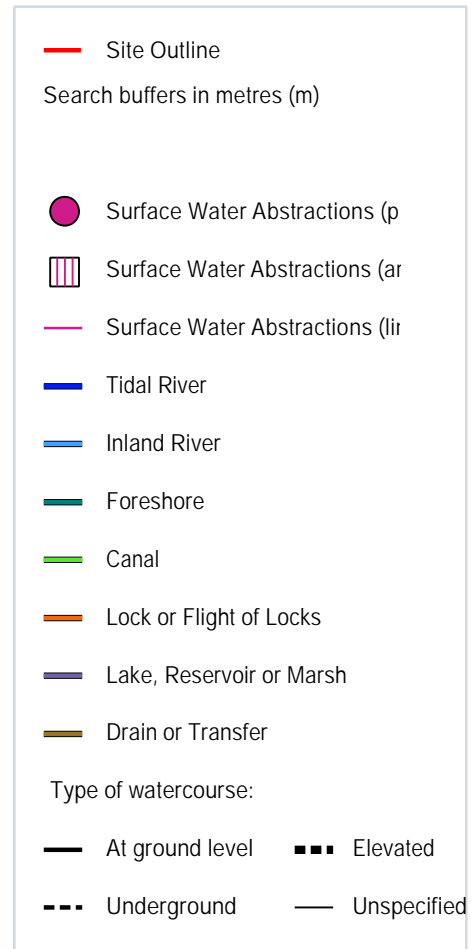 Site Outline
Search buffers in metres (m)
Surface Water Abstractions (p
Surface Water Abstractions (ar
Surface Water Abstractions (lin
Tidal River
Inland River
Foreshore
Canal
Lock or Flight of Locks
Lake, Reservoir or Marsh
Drain or Transfer
Type of watercourse:
At ground level Elevated
Underground Unspecified